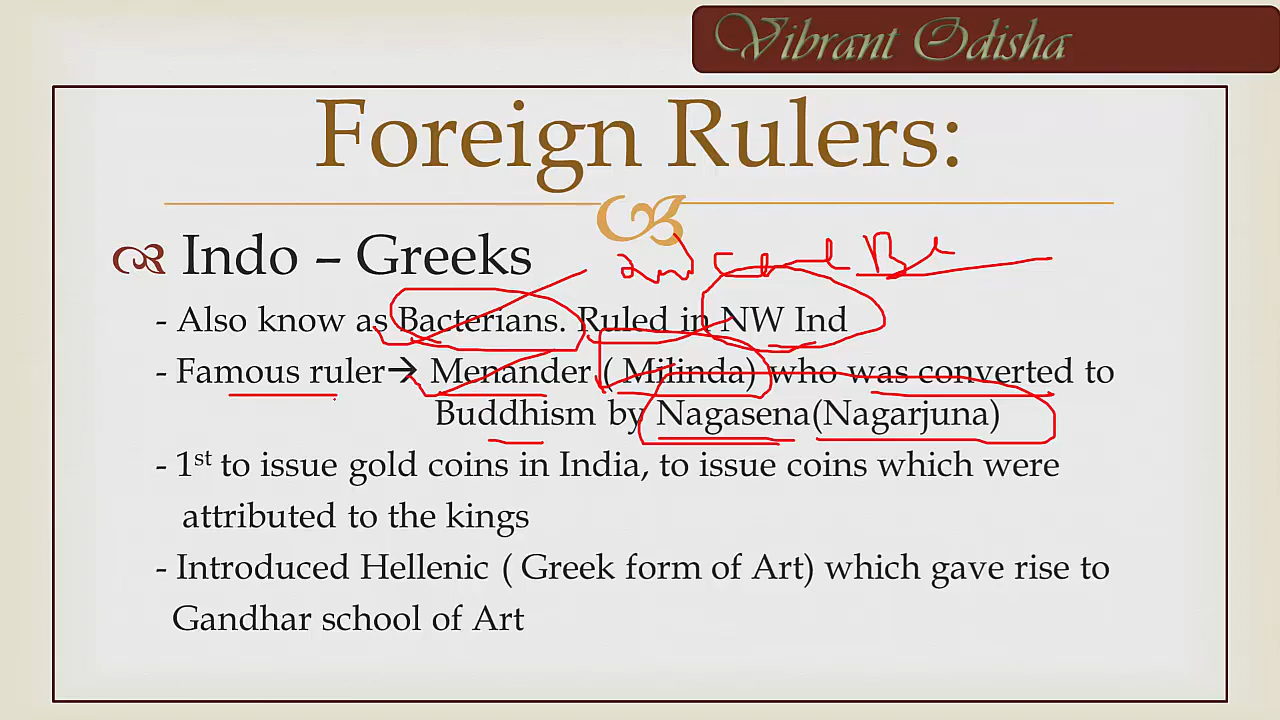 Vibrant Odisha
Foreign Rulers:
Indo – Greeks
- Also know as Bacterians. Ruled in NW Ind
- Famous ruler→ Menander ( Milinda) who was converted to
Buddhism by Nagasena(Nagarjuna)
- 1st to issue gold coins in India, to issue coins which were
attributed to the kings
- Introduced Hellenic ( Greek form of Art) which gave rise to
Gandhar school of Art